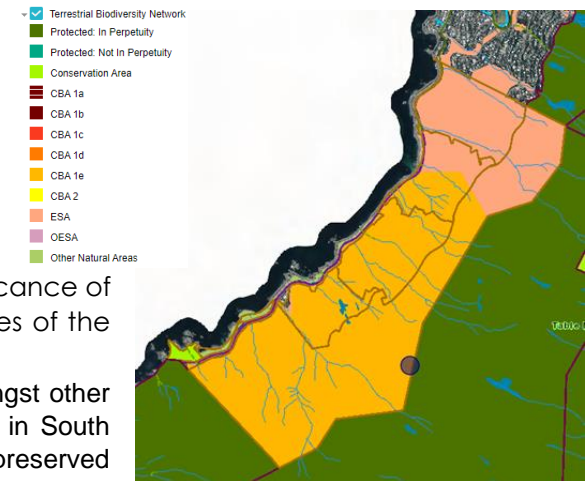 Terrestrial Biodiversity Network
Protected: In Perpetuity
Protected: Not In Perpetuity
Conservation Area
CBA 1a
CBA 1b
CBA 1c
CBA 1d
CBA 1e
CBA 2
ESA
OESA
Other Natural Areas
cance of
es of the
ngst other
in South
preserved
Table